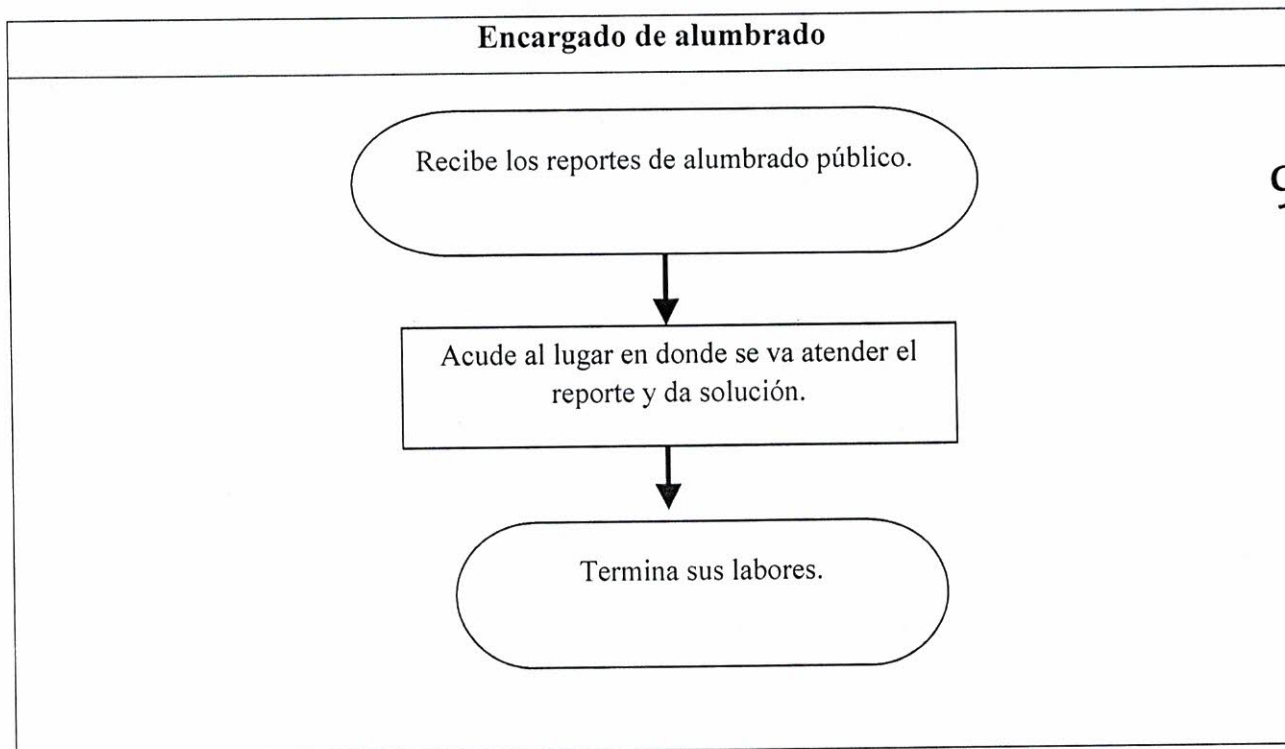 Encargado de alumbrado
Recibe los reportes de alumbrado público.
Acude al lugar en donde se va atender el
reporte y da solución.
Termina sus labores.